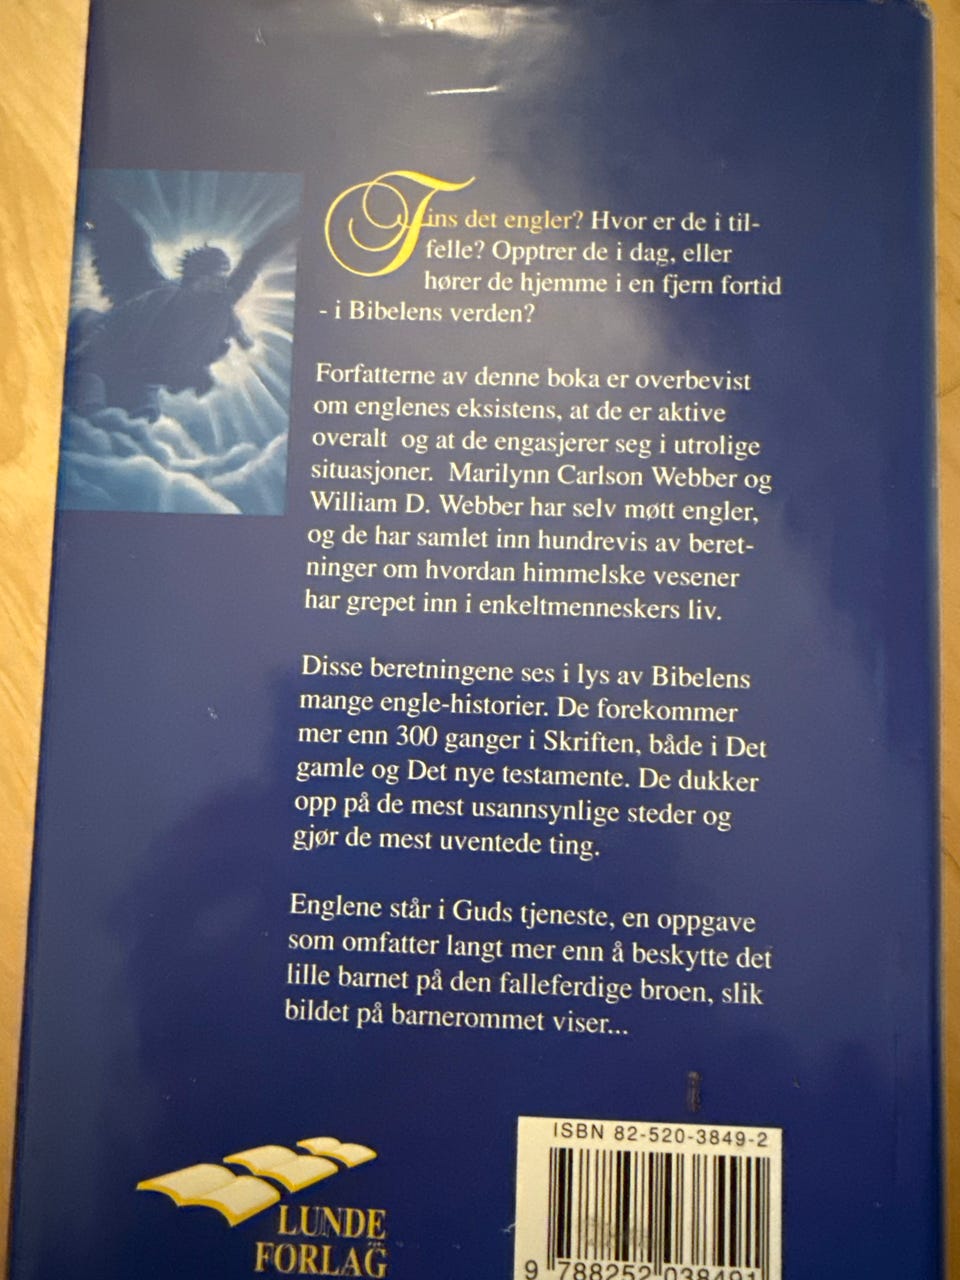 Fins det engler? Hvor er de i til-
felle? Opptrer de i dag, eller
hører de hjemme i en fjern fortid
- i Bibelens verden?
Forfatterne av denne boka er overbevist
om englenes eksistens, at de er aktive
overalt og at de engasjerer seg i utrolige
situasjoner. Marilynn Carlson Webber og
William D. Webber har selv møtt engler,
og de har samlet inn hundrevis av beret-
ninger om hvordan himmelske vesener
har grepet inn i enkeltmenneskers liv.
Disse beretningene ses i lys av Bibelens
mange engle-historier. De forekommer
mer enn 300 ganger i Skriften, både i Det
gamle og Det nye testamente. De dukker
opp på de mest usannsynlige steder og
gjør de mest uventede ting.
Englene står i Guds tjeneste, en oppgave
som omfatter langt mer enn å beskytte det
lille barnet på den falleferdige broen, slik
bildet på barnerommet viser...
LUNDE
FORLAG
ISBN 82-520-3849-2
9 788252 038491